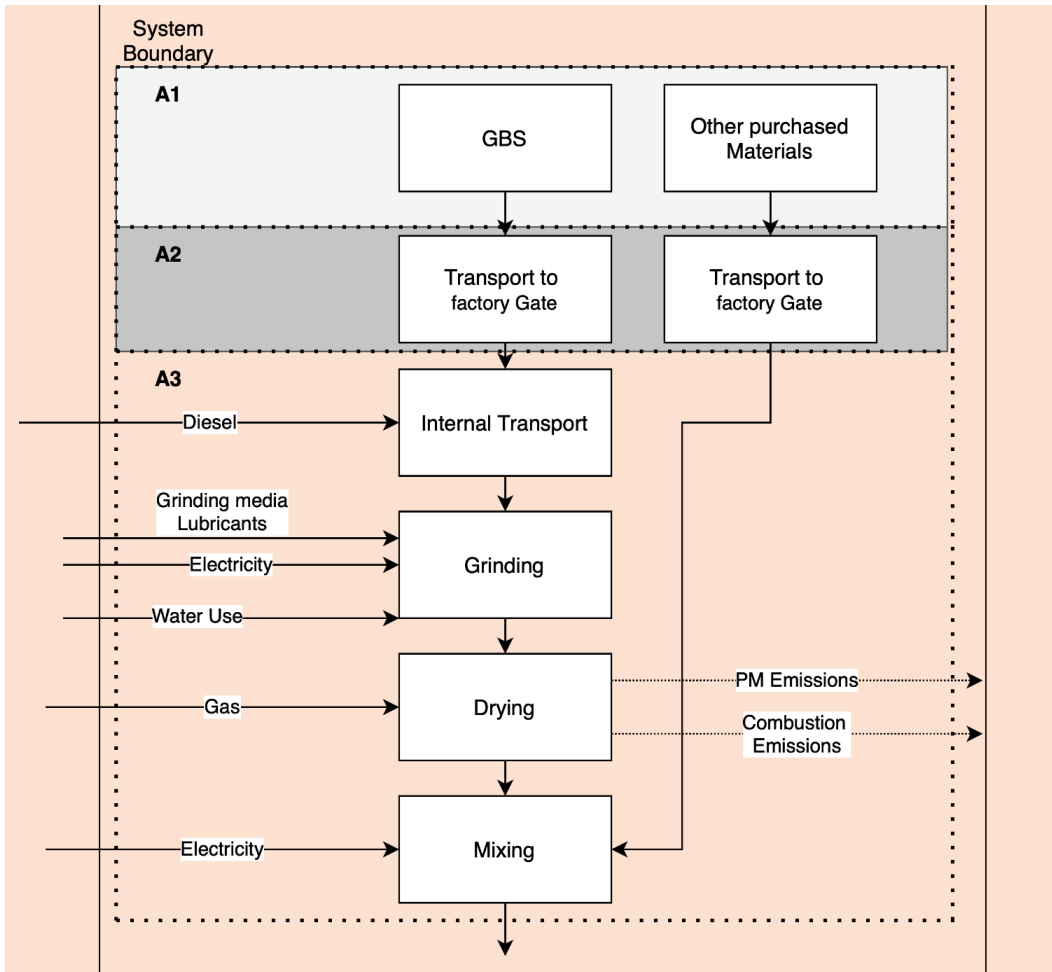 System
Boundary
A1
GBS
Other purchased
Materials
A2
Transport to
factory Gate
Transport to
factory Gate
A3
Diesel
Internal Transport
Grinding media
Lubricants
Electricity
Grinding
Water Use
PM Emissions
Gas
Drying
Combustion
Emissions
Electricity
Mixing